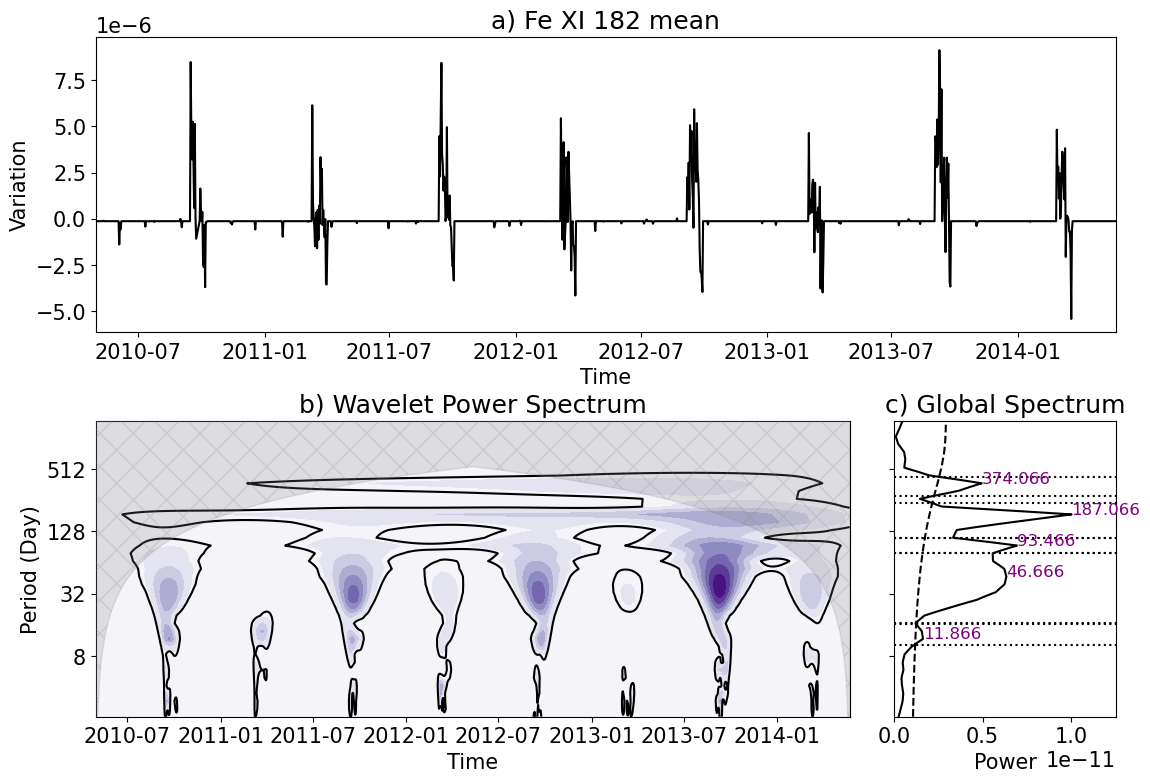 a) Fe XI 182 mean
1e−6
7.5
5.0
2.5
0.0
−2.5
−5.0
Variation
2010-07 2011-01 2011-07 2012-01 2012-07 2013-01 2013-07 2014-01
Time
b) Wavelet Power Spectrum
512
128
32
8
Period (Day)
2010-07 2011-01 2011-07 2012-01 2012-07 2013-01 2013-07 2014-01
Time
c) Global Spectrum
374.066
187.066
93.466
46.666
11.866
0.0 0.5 1.0
Power 1e−11